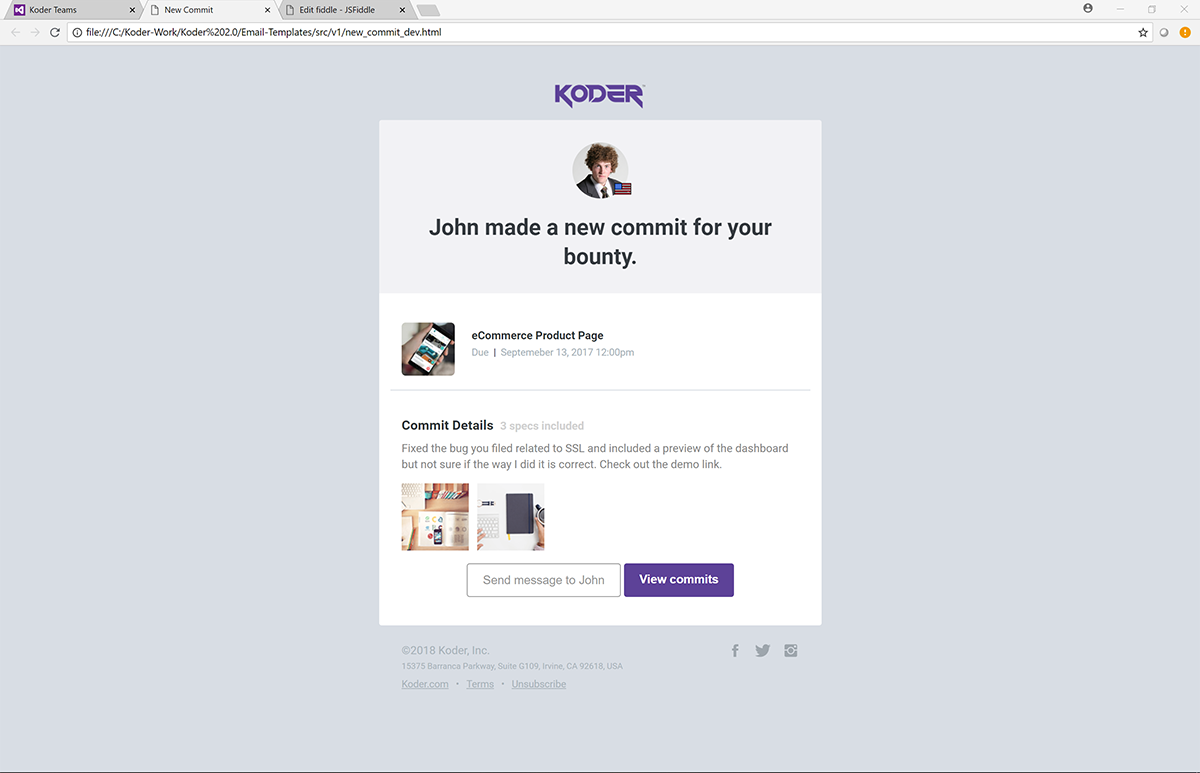 Koder Teams
New Commit
Edit fiddle - JSFiddle
file:///C:/Koder-Work/Koder%202.0/Email-Templates/src/v1/new_commit_dev.html
KODER
John made a new commit for your
bounty.
eCommerce Product Page
Due | Septemeber 13, 2017 12:00pm
Commit Details 3 specs included
Fixed the bug you filed related to SSL and included a preview of the dashboard
but not sure if the way I did it is correct. Check out the demo link.
Send message to John
View commits
©2018 Koder, Inc.
15375 Barranca Parkway, Suite G109, Irvine, CA 92618, USA
Koder.com • Terms • Unsubscribe